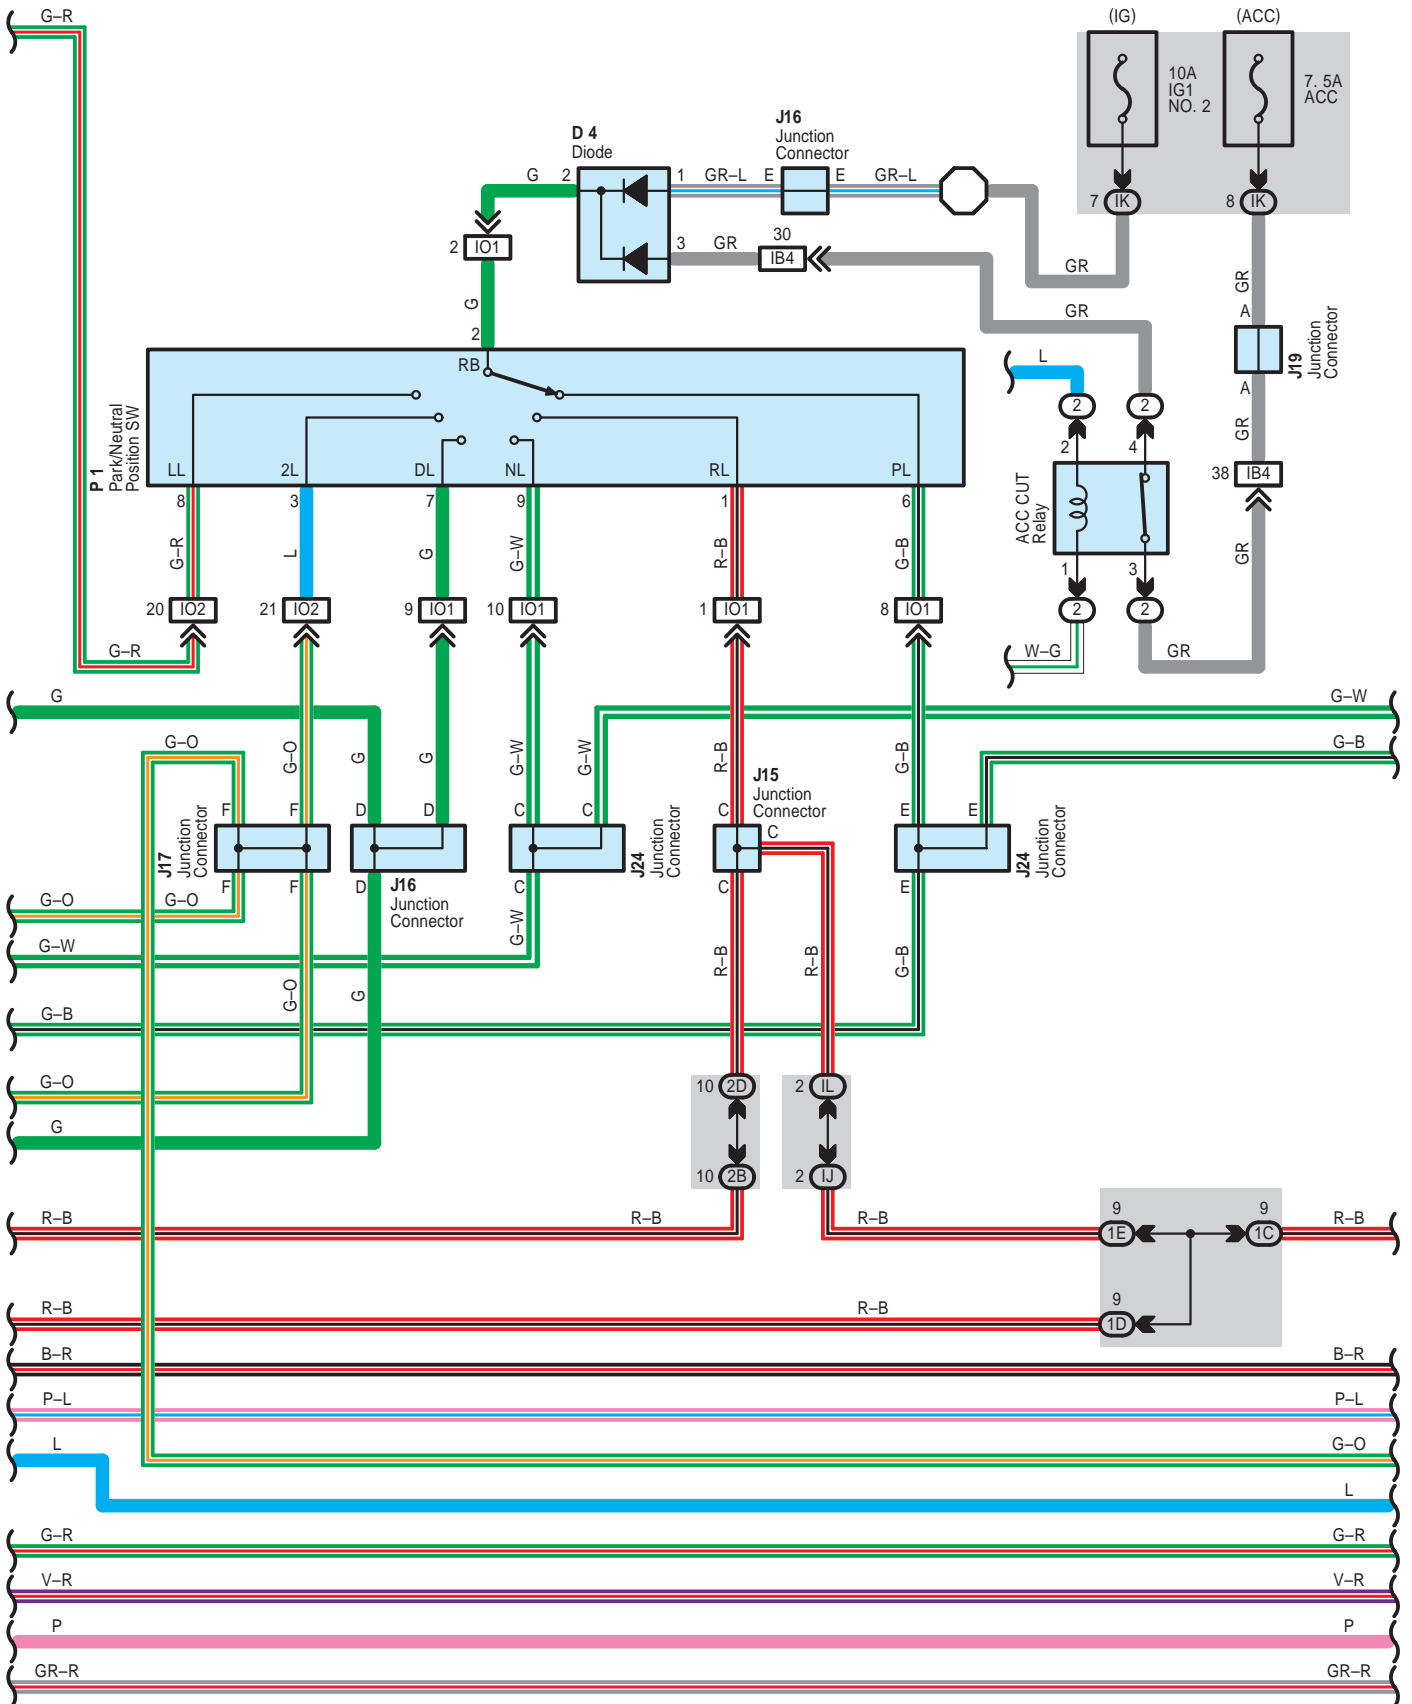 G–R
(IG)
(ACC)
10A
IG1
NO. 2
7. 5A
ACC
D 4
Diode
J16
Junction
Connector
G
2
1
GR–L
E
E
GR–L
7
IK
8
IK
2
IO1
3
GR
30
IB4
GR
GR
GR
A
J19
Junction
Connector
A
GR
G
2
RB
L
2
2
2
4
P 1
Park/Neutral
Position SW
LL
2L
DL
NL
RL
PL
38
IB4
ACC CUT
Relay
8
3
7
9
1
6
G–R
L
G
G–W
R–B
G–B
GR
1
3
20
IO2
21
IO2
9
IO1
10
IO1
1
IO1
8
IO1
2
2
G–R
W–G
GR
G
G–W
G–O
G–O
G
G
G–W
G–W
R–B
G–B
G–B
J15
Junction
Connector
F
F
D
D
C
C
C
C
E
E
J17
Junction
Connector
J24
Junction
Connector
J24
Junction
Connector
F
F
D
J16
Junction
Connector
C
C
E
G–O
G–O
G–W
G–W
R–B
R–B
G–B
G–O
G
G–B
G–O
10
2D
2
IL
G
10
2B
2
IJ
R–B
R–B
R–B
9
1E
9
1C
R–B
R–B
R–B
9
1D
B–R
B–R
P–L
P–L
L
G–O
L
G–R
G–R
V–R
V–R
P
P
GR–R
GR–R